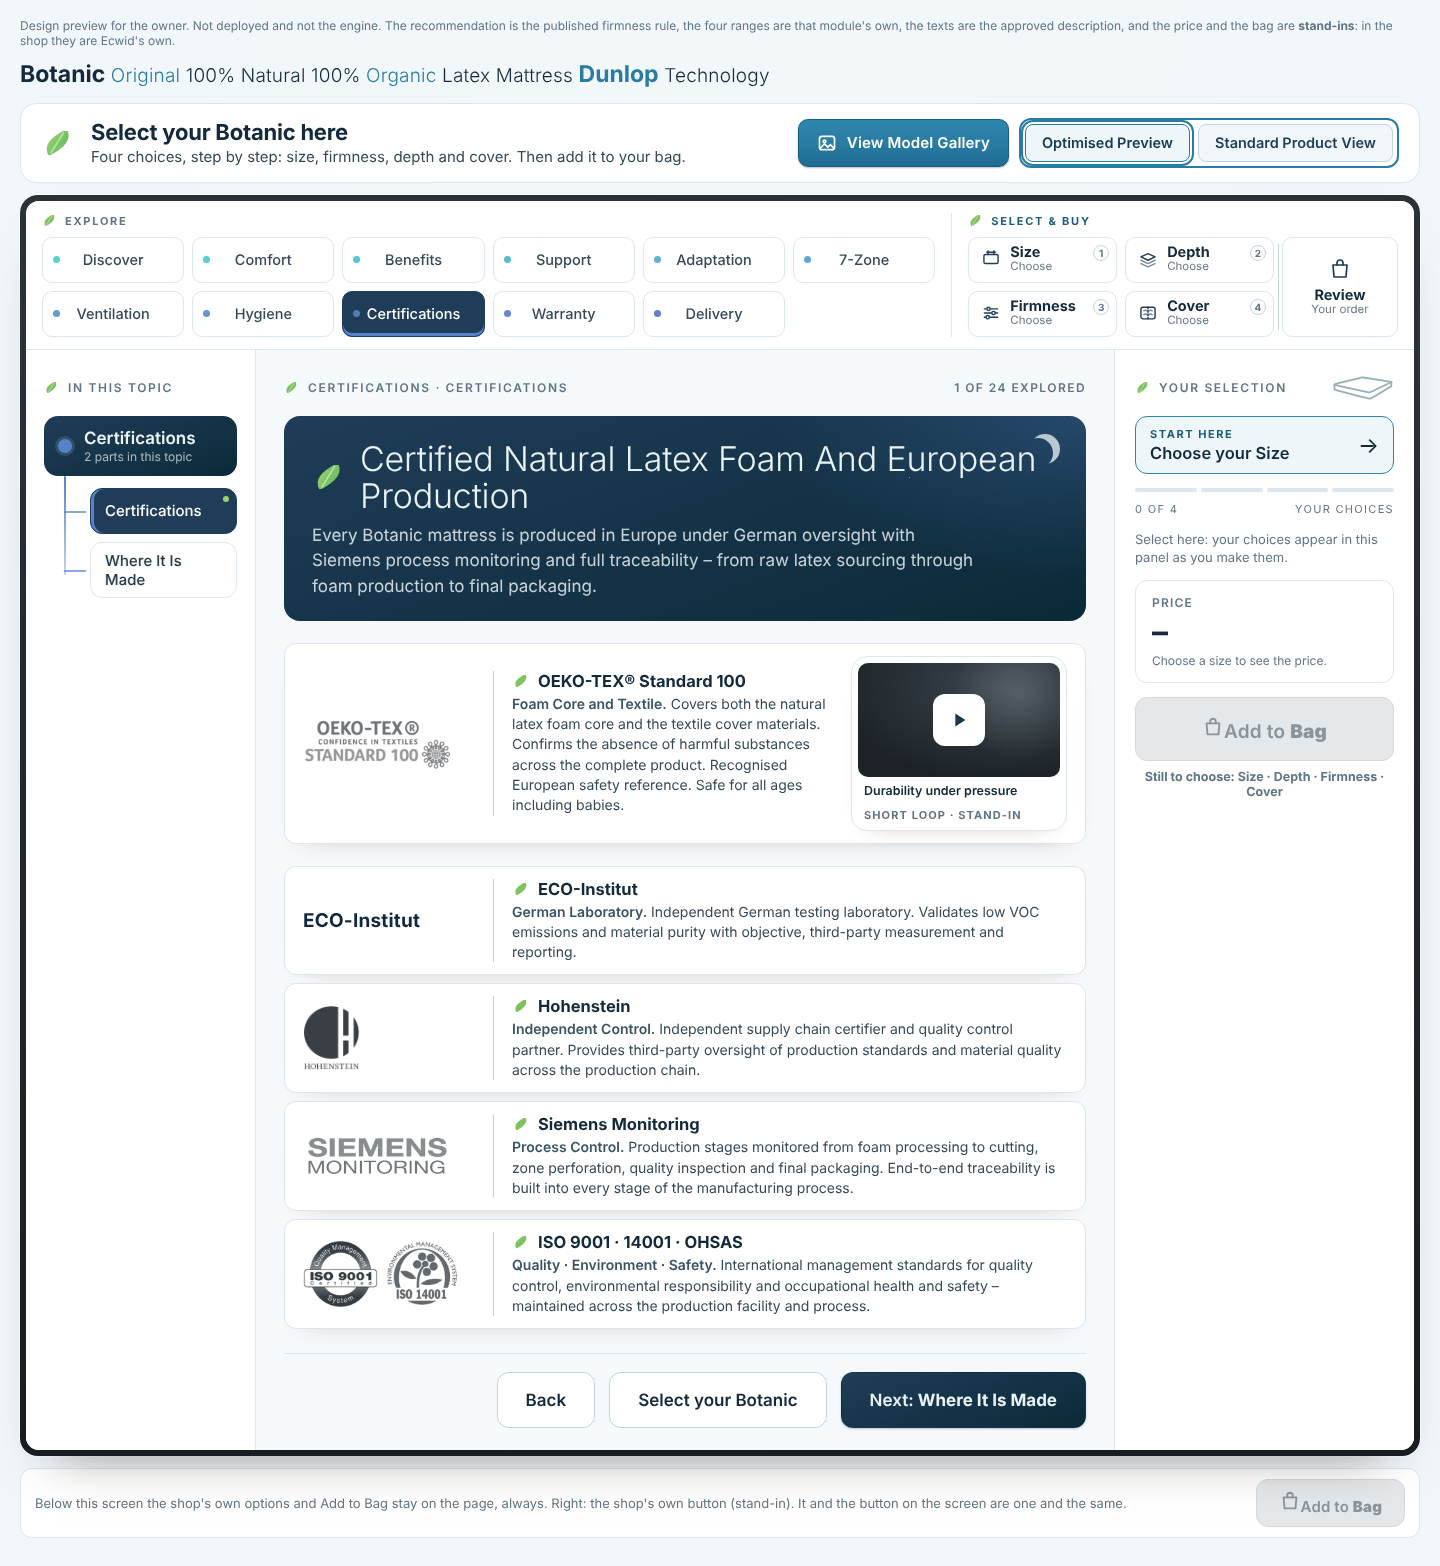 Design preview for the owner. Not deployed and not the engine. The recommendation is the published firmness rule, the four ranges are that module's own, the texts are the approved description, and the price and the bag are stand-ins: in the
shop they are Ecwid's own.
Botanic Original 100% Natural 100% Organic Latex Mattress Dunlop Technology
Select your Botanic here
Four choices, step by step: size, firmness, depth and cover. Then add it to your bag.
View Model Gallery
Optimised Preview
Standard Product View
EXPLORE
Discover
Comfort
Benefits
Support
Adaptation
7-Zone
Ventilation
Hygiene
Certifications
Warranty
Delivery
SELECT & BUY
Size
Choose
1
Depth
Choose
2
Firmness
Choose
3
Cover
Choose
4
Review
Your order
IN THIS TOPIC
Certifications
2 parts in this topic
Certifications
Where It Is
Made
CERTIFICATIONS · CERTIFICATIONS
1 OF 24 EXPLORED
Certified Natural Latex Foam And European
Production
Every Botanic mattress is produced in Europe under German oversight with
Siemens process monitoring and full traceability – from raw latex sourcing through
foam production to final packaging.
OEKO-TEX®
CONFIDENCE IN TEXTILES
STANDARD 100
OEKO-TEX® Standard 100
Foam Core and Textile. Covers both the natural
latex foam core and the textile cover materials.
Confirms the absence of harmful substances
across the complete product. Recognised
European safety reference. Safe for all ages
including babies.
Durability under pressure
SHORT LOOP · STAND-IN
ECO-Institut
ECO-Institut
German Laboratory. Independent German testing laboratory. Validates low VOC
emissions and material purity with objective, third-party measurement and
reporting.
HOHENSTEIN
Hohenstein
Independent Control. Independent supply chain certifier and quality control
partner. Provides third-party oversight of production standards and material quality
across the production chain.
SIEMENS
MONITORING
Siemens Monitoring
Process Control. Production stages monitored from foam processing to cutting,
zone perforation, quality inspection and final packaging. End-to-end traceability is
built into every stage of the manufacturing process.
Quality Management
ISO 9001
Certified
System
ENVIRONMENTAL MANAGEMENT SYSTEM
ISO 14001
ISO 9001 · 14001 · OHSAS
Quality · Environment · Safety. International management standards for quality
control, environmental responsibility and occupational health and safety –
maintained across the production facility and process.
Back
Select your Botanic
Next: Where It Is Made
YOUR SELECTION
START HERE
Choose your Size
0 OF 4
YOUR CHOICES
Select here: your choices appear in this
panel as you make them.
PRICE
–
Choose a size to see the price.
Add to Bag
Still to choose: Size · Depth · Firmness ·
Cover
Below this screen the shop's own options and Add to Bag stay on the page, always. Right: the shop's own button (stand-in). It and the button on the screen are one and the same.
Add to Bag